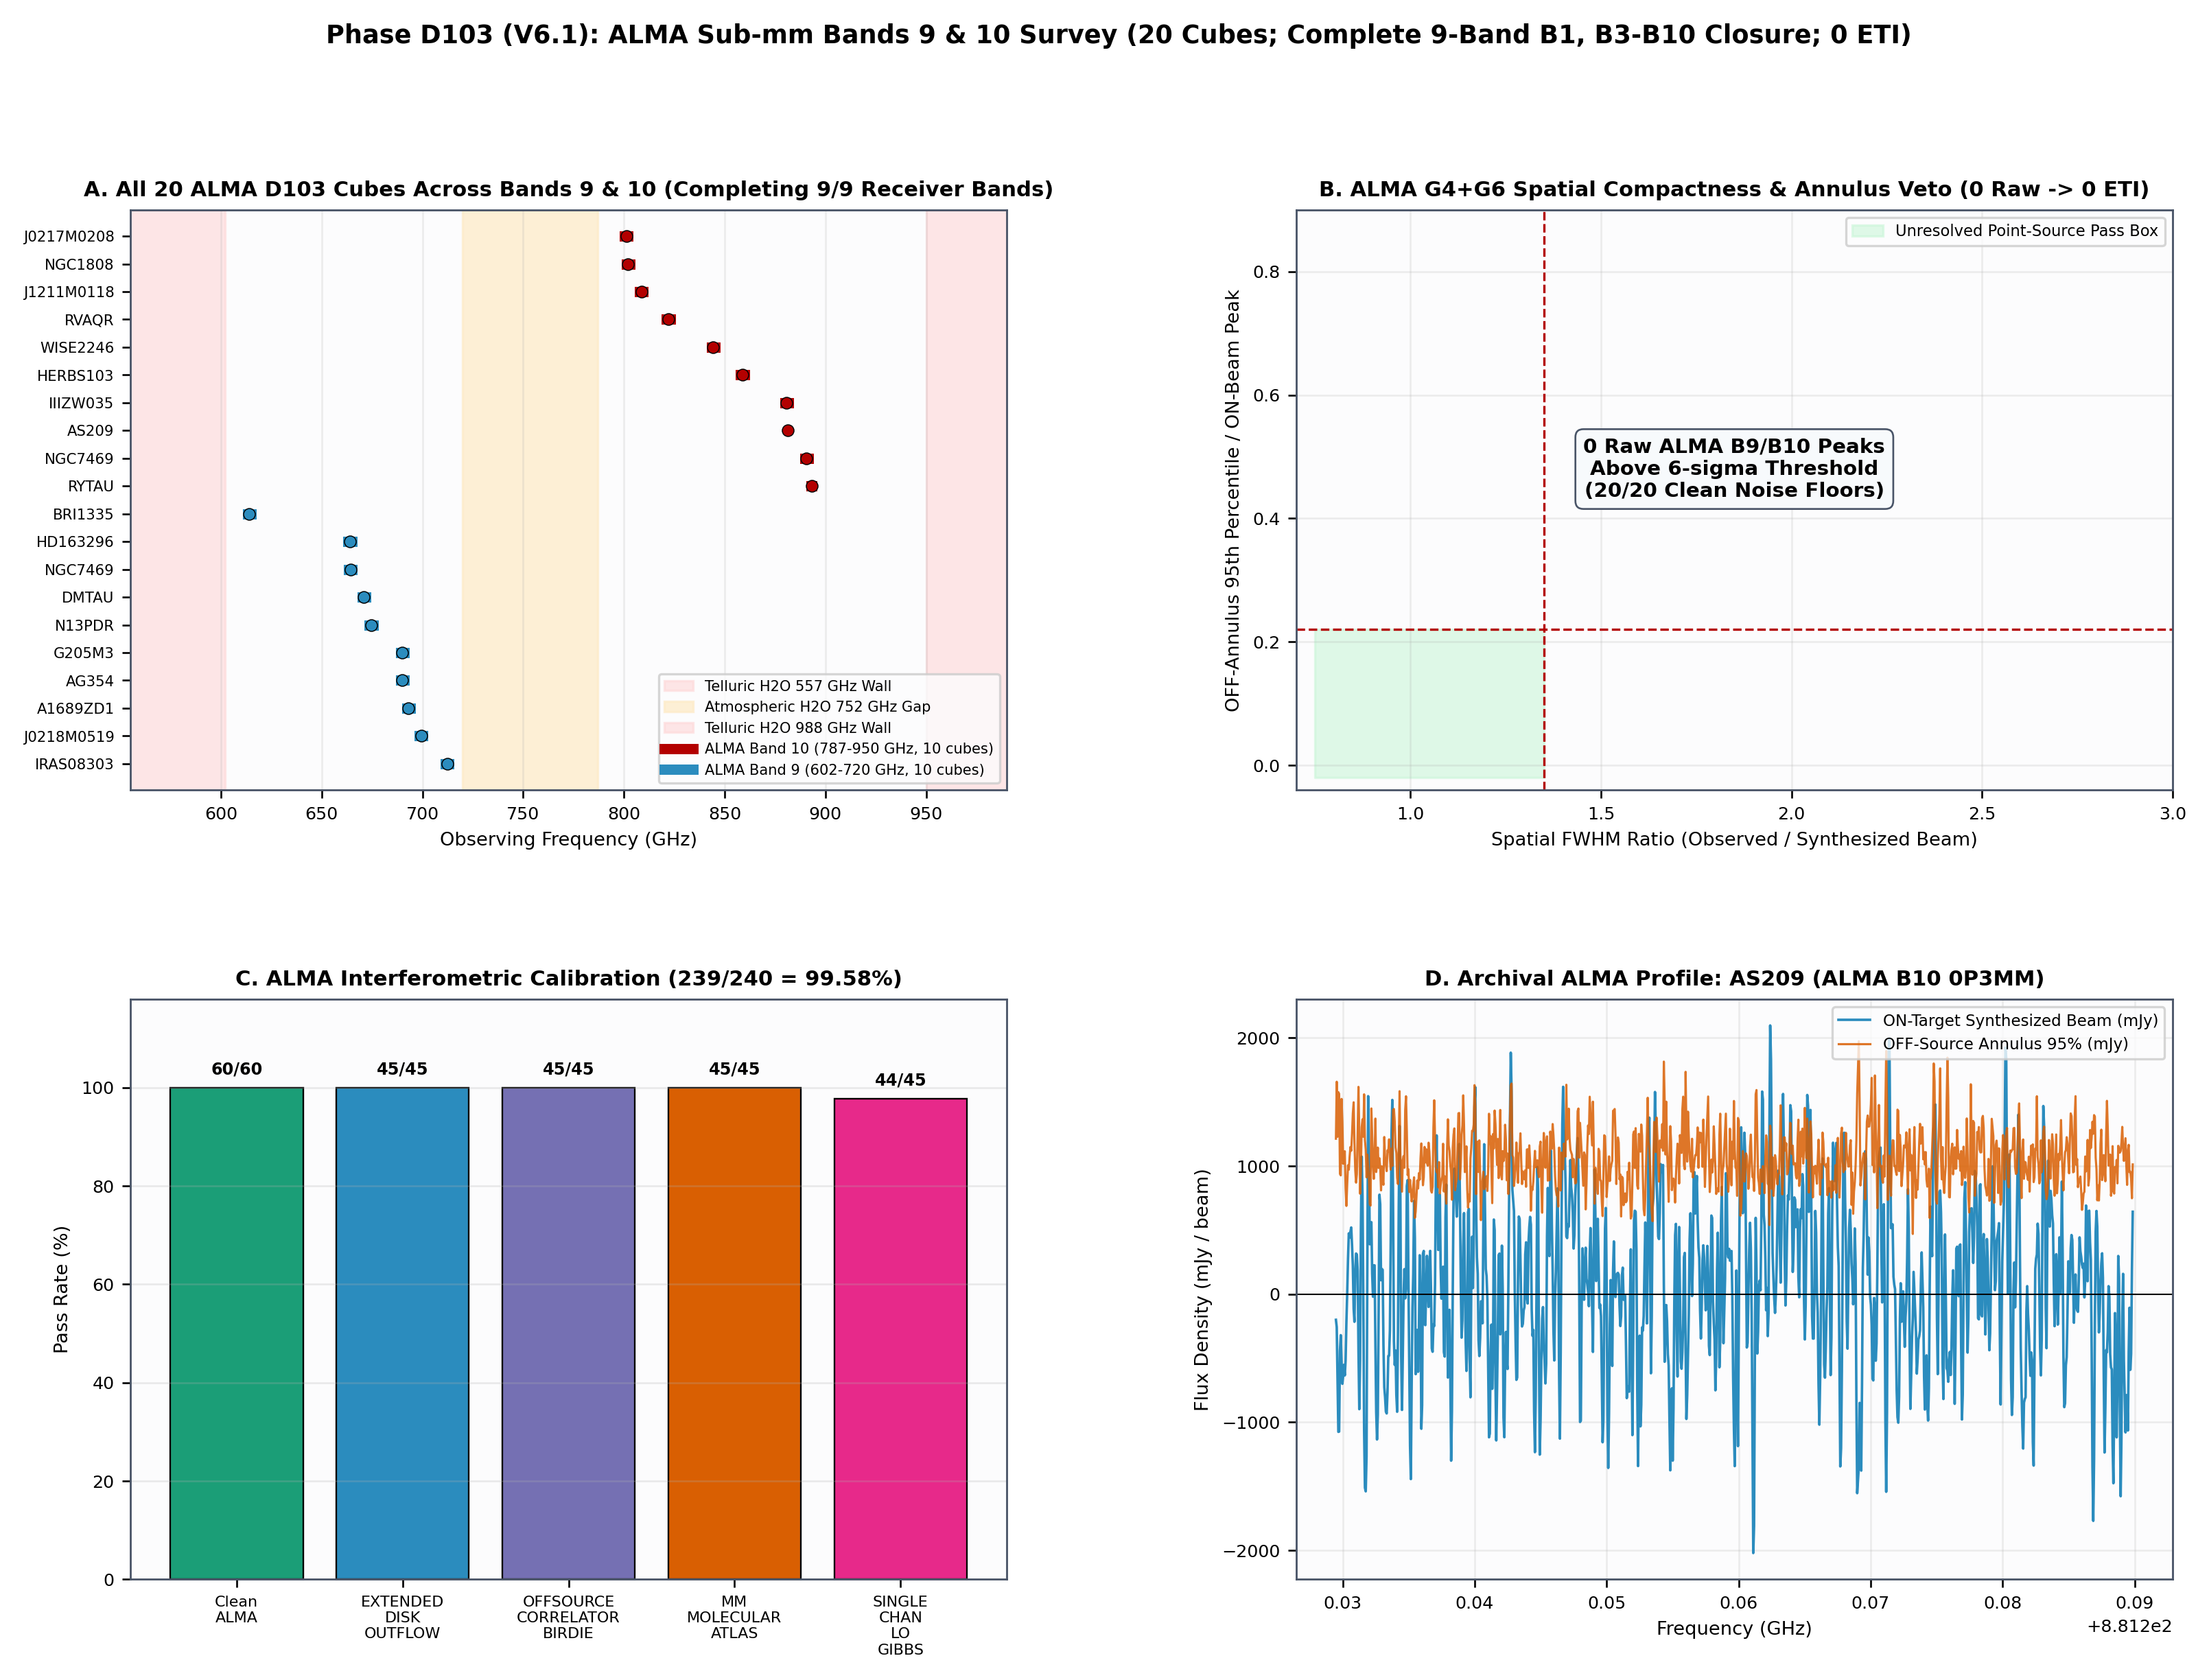 Phase D103 (V6.1): ALMA Sub-mm Bands 9 & 10 Survey (20 Cubes; Complete 9-Band B1, B3-B10 Closure; 0 ETI)
A. All 20 ALMA D103 Cubes Across Bands 9 & 10 (Completing 9/9 Receiver Bands)
J0217M0208
NGC1808
J1211M0118
RVAQR
WISE2246
HERBS103
IIIZW035
AS209
NGC7469
RYTAU
BRI1335
HD163296
NGC7469
DMTAU
N13PDR
G205M3
AG354
A1689ZD1
J0218M0519
IRAS08303
Telluric H2O 557 GHz Wall
Atmospheric H2O 752 GHz Gap
Telluric H2O 988 GHz Wall
ALMA Band 10 (787-950 GHz, 10 cubes)
ALMA Band 9 (602-720 GHz, 10 cubes)
600 650 700 750 800 850 900 950
Observing Frequency (GHz)
B. ALMA G4+G6 Spatial Compactness & Annulus Veto (0 Raw -> 0 ETI)
Unresolved Point-Source Pass Box
OFF-Annulus 95th Percentile / ON-Beam Peak
0.8
0.6
0.4
0.2
0.0
0 Raw ALMA B9/B10 Peaks
Above 6-sigma Threshold
(20/20 Clean Noise Floors)
1.0 1.5 2.0 2.5 3.0
Spatial FWHM Ratio (Observed / Synthesized Beam)
C. ALMA Interferometric Calibration (239/240 = 99.58%)
Pass Rate (%)
100
80
60
40
20
0
60/60 45/45 45/45 45/45 44/45
Clean
ALMA
EXTENDED
DISK
OUTFLOW
OFFSOURCE
CORRELATOR
BIRDIE
MM
MOLECULAR
ATLAS
SINGLE
CHAN
LO
GIBBS
D. Archival ALMA Profile: AS209 (ALMA B10 0P3MM)
ON-Target Synthesized Beam (mJy)
OFF-Source Annulus 95% (mJy)
Flux Density (mJy / beam)
2000
1000
0
−1000
−2000
0.03 0.04 0.05 0.06 0.07 0.08 0.09
+8.812e2
Frequency (GHz)